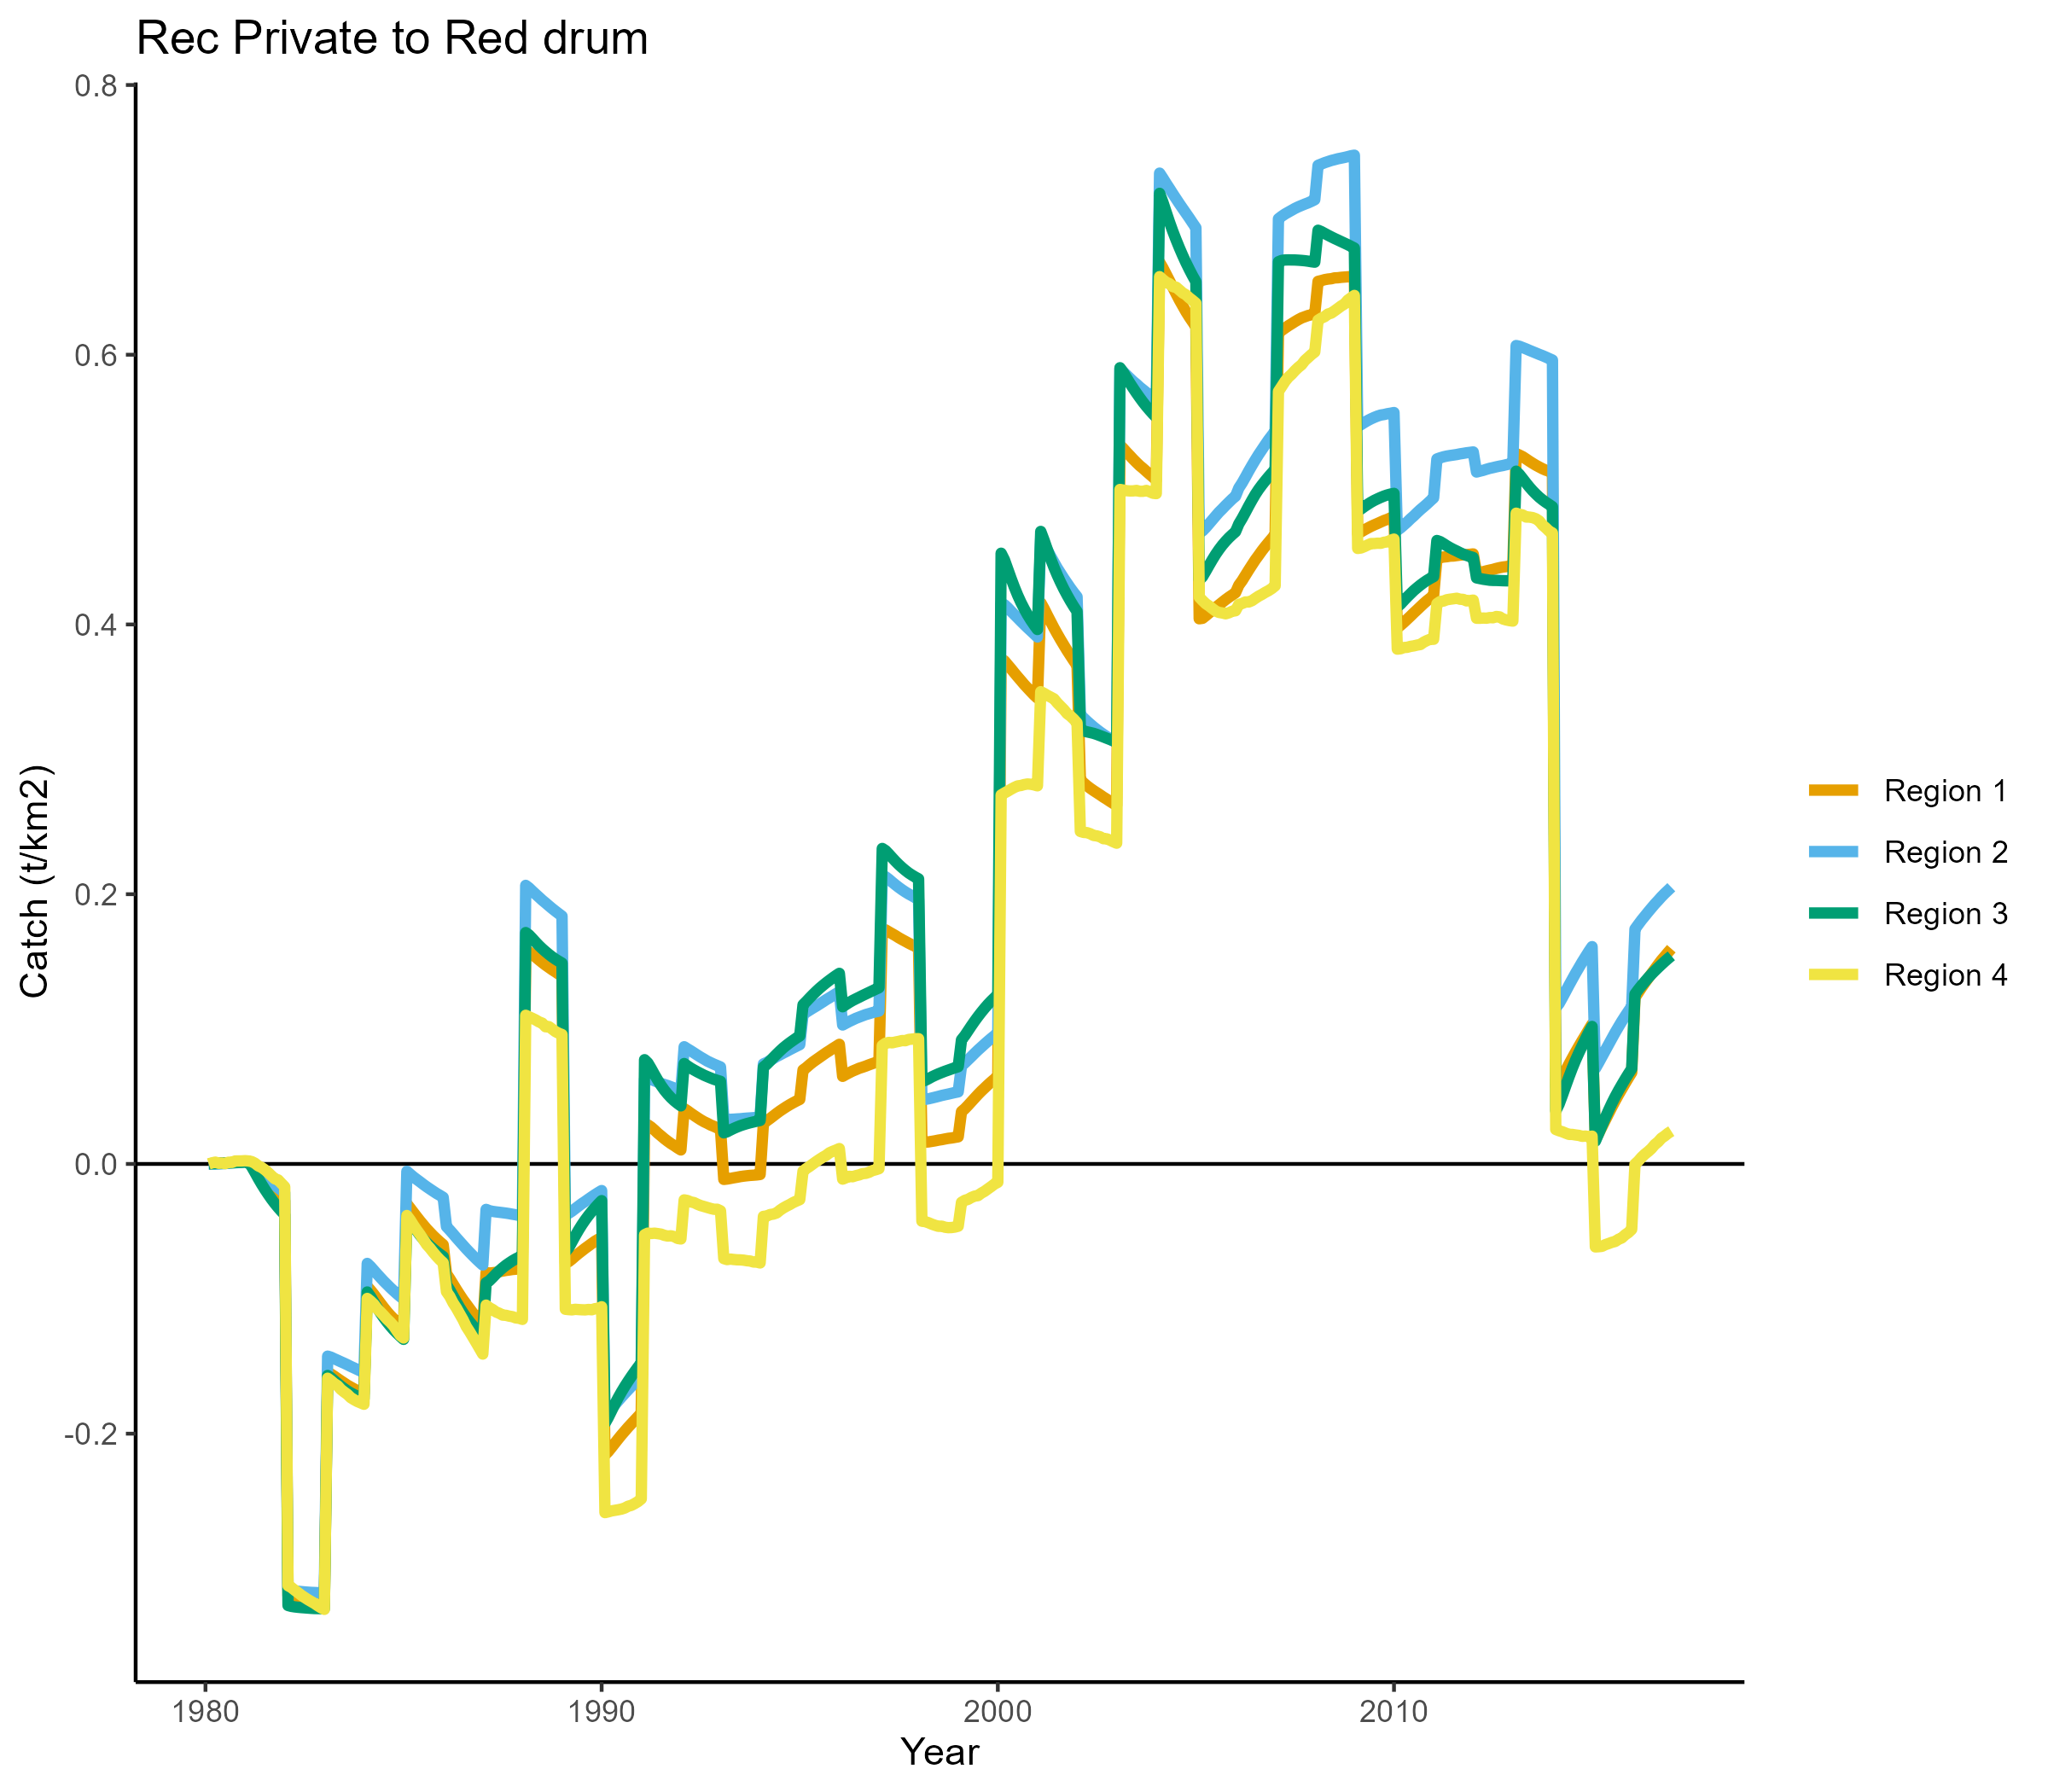 Rec Private to Red drum
0.8
0.6
0.4
0.2
0.0
-0.2
Catch (t/km2)
1980
1990
2000
2010
Year
Region 1
Region 2
Region 3
Region 4